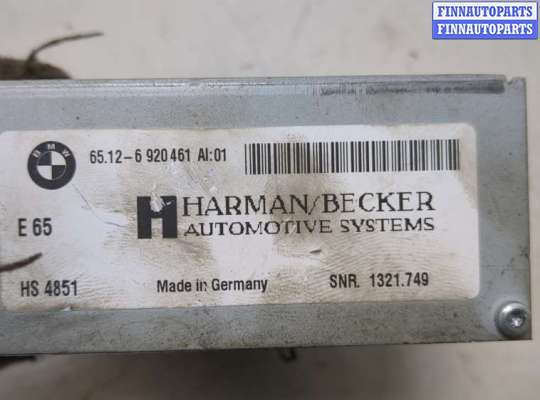 FINNAUTOPARTS
FINNAUTOPARTS
BMW
65.12-6 920 461 AI:01
E 65
H HARMAN/BECKER
AUTOMOTIVE SYSTEMS
HS 4851
Made in Germany
SNR. 1321.749